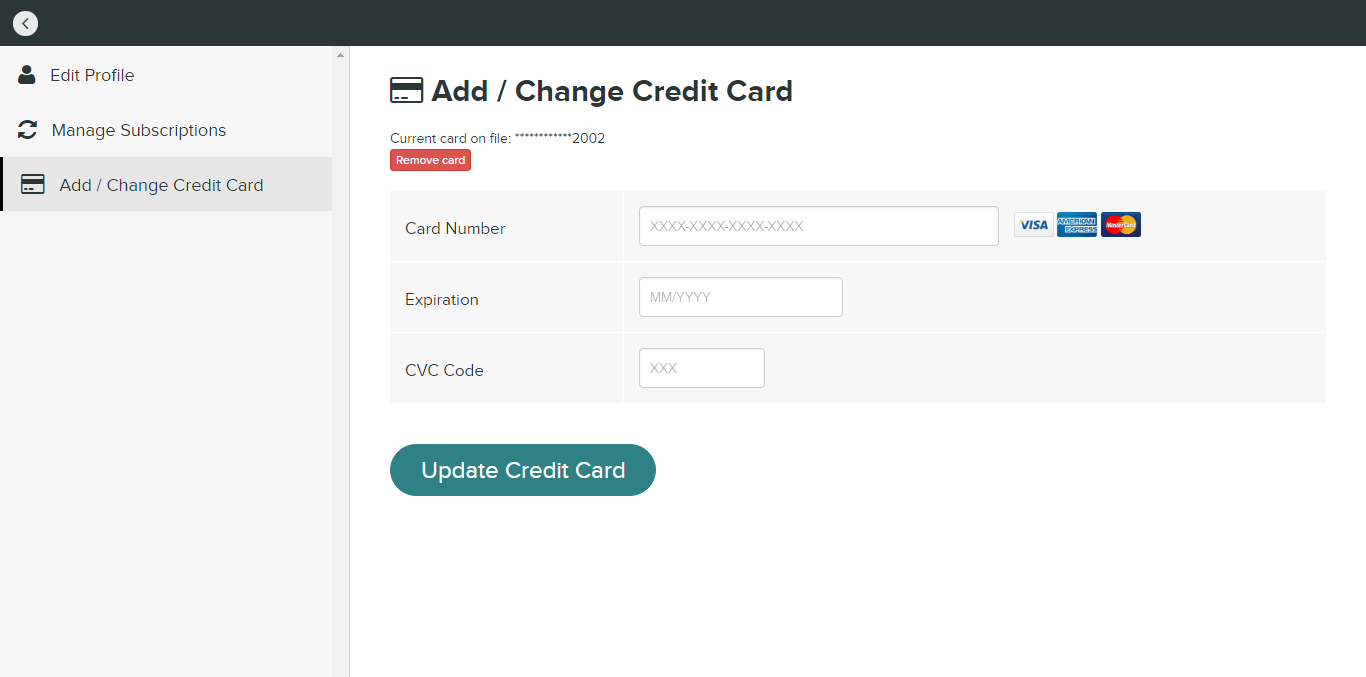 Edit Profile
Manage Subscriptions
Add / Change Credit Card
Add / Change Credit Card
Current card on file: ************2002
Remove card
Card Number
XXXX-XXXX-XXXX-XXXX
VISA
AMERICAN EXPRESS
MasterCard
Expiration
MM/YYYY
CVC Code
XXX
Update Credit Card